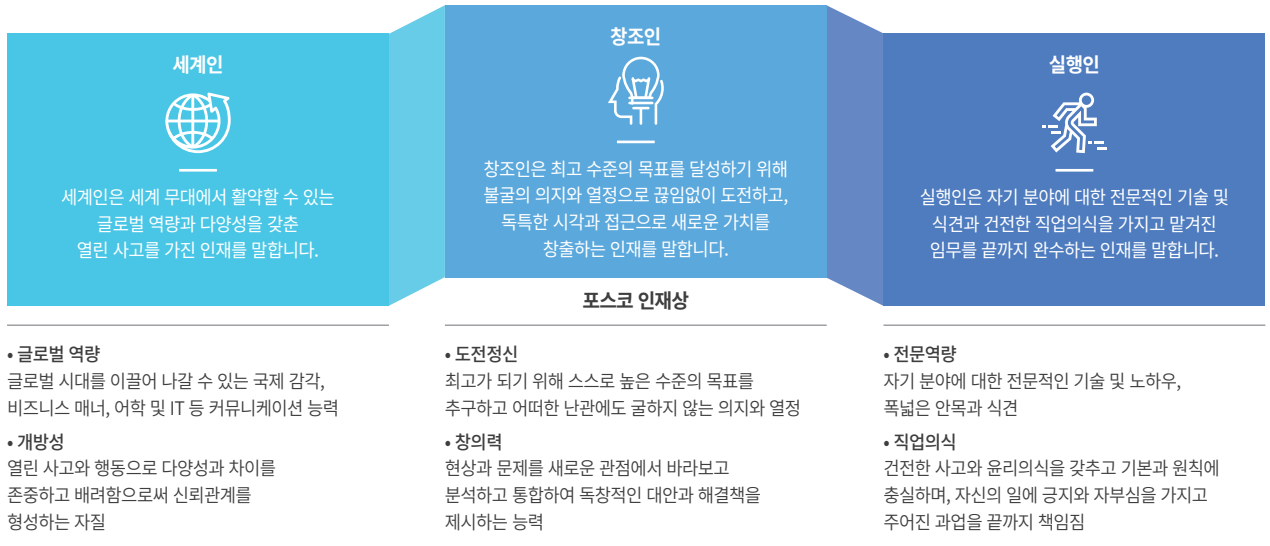 세계인
세계인은 세계 무대에서 활약할 수 있는
글로벌 역량과 다양성을 갖춘
열린 사고를 가진 인재를 말합니다.
창조인
창조인은 최고 수준의 목표를 달성하기 위해
불굴의 의지와 열정으로 끊임없이 도전하고,
독특한 시각과 접근으로 새로운 가치를
창출하는 인재를 말합니다.
실행인
실행인은 자기 분야에 대한 전문적인 기술 및
식견과 건전한 직업의식을 가지고 맡겨진
임무를 끝까지 완수하는 인재를 말합니다.
포스코 인재상
• 글로벌 역량
글로벌 시대를 이끌어 나갈 수 있는 국제 감각,
비즈니스 매너, 어학 및 IT 등 커뮤니케이션 능력
• 개방성
열린 사고와 행동으로 다양성과 차이를
존중하고 배려함으로써 신뢰관계를
형성하는 자질
• 도전정신
최고가 되기 위해 스스로 높은 수준의 목표를
추구하고 어떠한 난관에도 굴하지 않는 의지와 열정
• 창의력
현상과 문제를 새로운 관점에서 바라보고
분석하고 통합하여 독창적인 대안과 해결책을
제시하는 능력
• 전문역량
자기 분야에 대한 전문적인 기술 및 노하우,
폭넓은 안목과 식견
• 직업의식
건전한 사고와 윤리의식을 갖추고 기본과 원칙에
충실하며, 자신의 일에 긍지와 자부심을 가지고
주어진 과업을 끝까지 책임짐